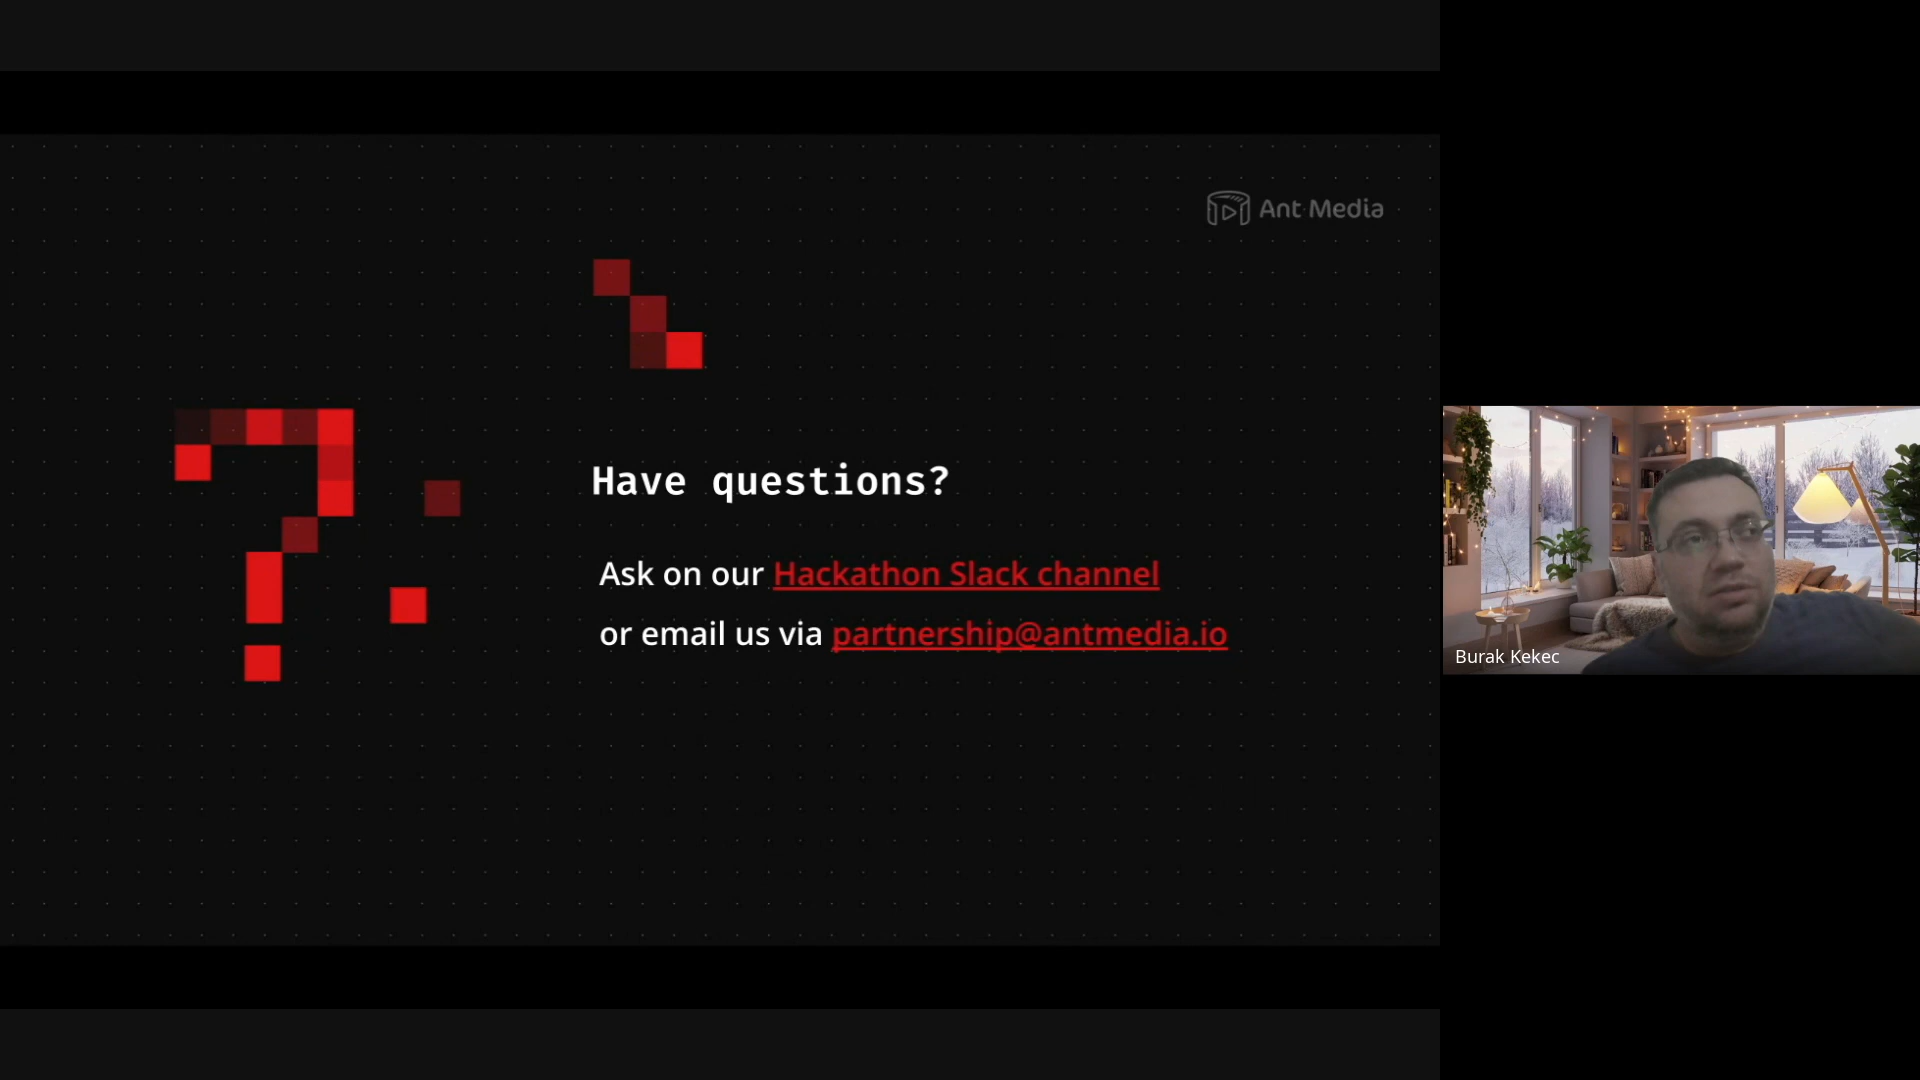 Ant Media
Have questions?
Ask on our Hackathon Slack channel
or email us via partnership@antmedia.io
Burak Kekec